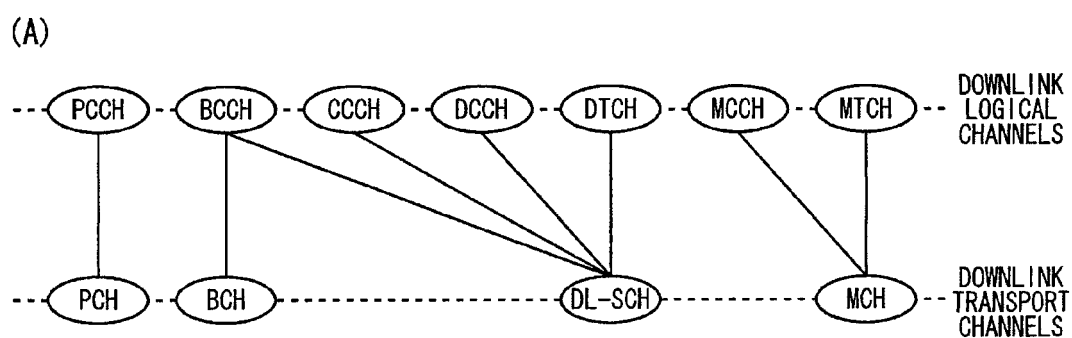 (A)
PCCH BCCH CCCH DCCH DTCH MCCH MTCH
DOWNLINK
LOGICAL
CHANNELS
PCH BCH DL-SCH MCH
DOWNLINK
TRANSPORT
CHANNELS